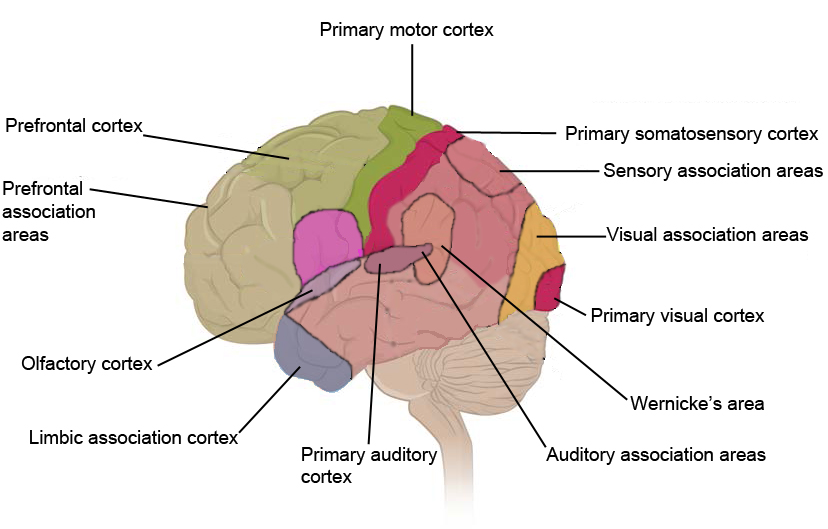 Primary motor cortex
Prefrontal cortex
Primary somatosensory cortex
Sensory association areas
Prefrontal
association
areas
Visual association areas
Primary visual cortex
Olfactory cortex
Wernicke's area
Limbic association cortex
Primary auditory
cortex
Auditory association areas